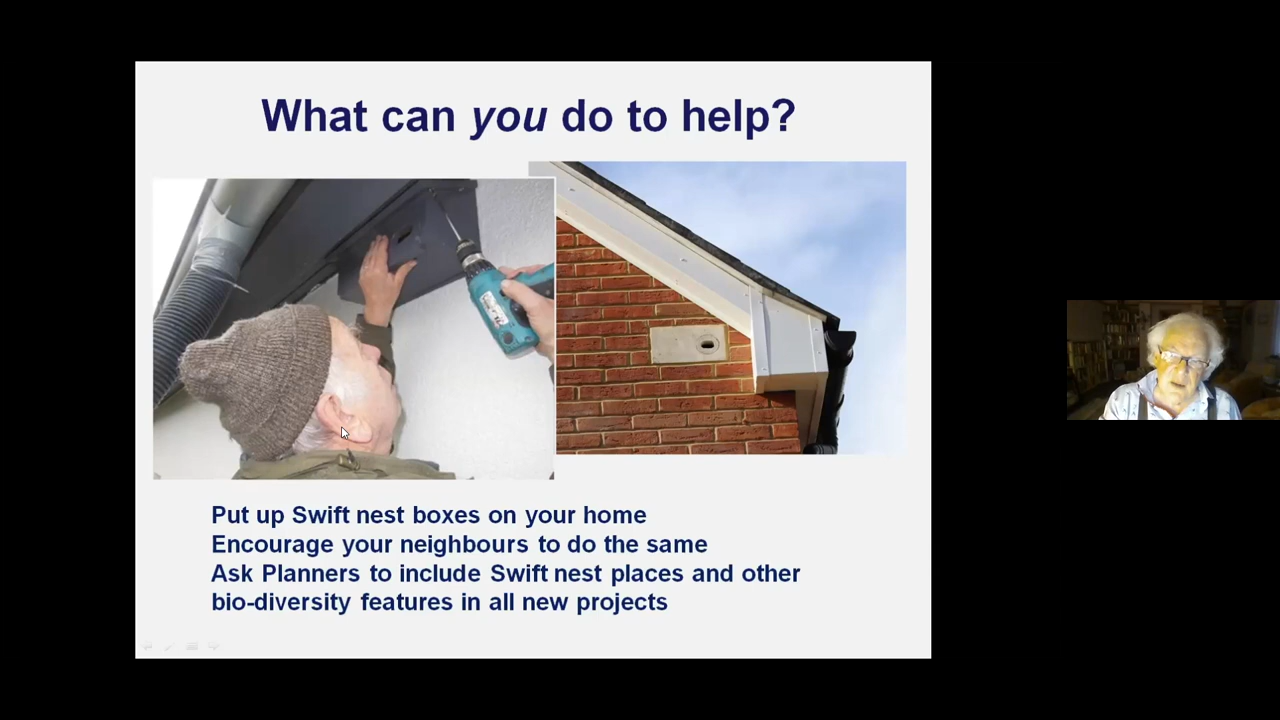 What can you do to help?
Put up Swift nest boxes on your home
Encourage your neighbours to do the same
Ask Planners to include Swift nest places and other
bio-diversity features in all new projects